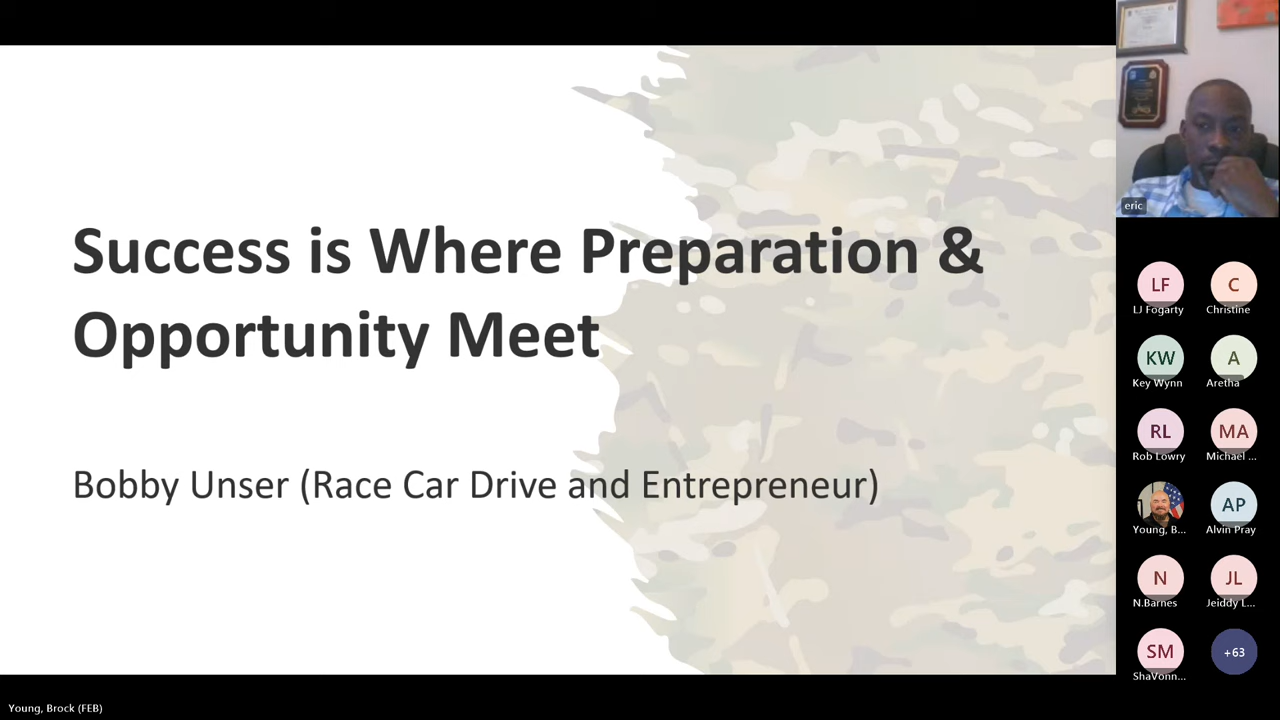 Success is Where Preparation &
Opportunity Meet
Bobby Unser (Race Car Drive and Entrepreneur)
eric
LF
C
LJ Fogarty
Christine
KW
A
Key Wynn
Aretha
RL
MA
Rob Lowry
Michael ...
AP
Young, B...
Alvin Pray
N
JL
N.Barnes
Jeiddy L...
SM
+63
ShaVonn...
Young, Brock (FEB)